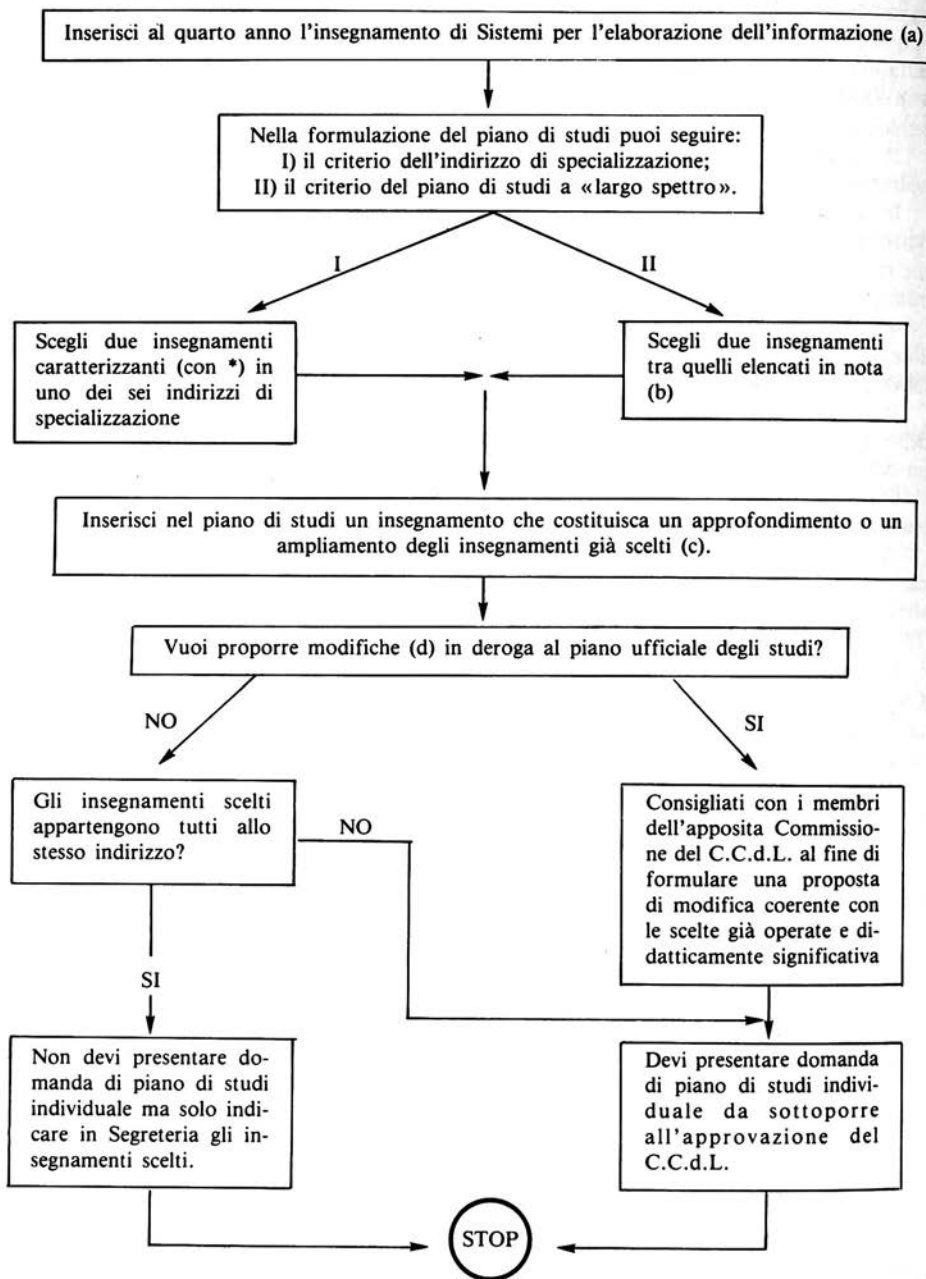 Inserisci al quarto anno l'insegnamento di Sistemi per l'elaborazione dell'informazione (a)
Nella formulazione del piano di studi puoi seguire:
I) il criterio dell'indirizzo di specializzazione;
II) il criterio del piano di studi a «largo spettro».
I
II
Scegli due insegnamenti
caratterizzanti (con *) in
uno dei sei indirizzi di
specializzazione
Scegli due insegnamenti
tra quelli elencati in nota
(b)
Inserisci nel piano di studi un insegnamento che costituisca un approfondimento o un
ampliamento degli insegnamenti già scelti (c).
Vuoi proporre modifiche (d) in deroga al piano ufficiale degli studi?
NO
SI
Gli insegnamenti scelti
appartengono tutti allo
stesso indirizzo?
NO
Consigliati con i membri
dell'apposita Commissio-
ne del C.C.d.L. al fine di
formulare una proposta
di modifica coerente con
le scelte già operate e di-
datticamente significativa
SI
Non devi presentare do-
manda di piano di studi
individuale ma solo indi-
care in Segreteria gli in-
segnamenti scelti.
Devi presentare domanda
di piano di studi indivi-
duale da sottoporre
all'approvazione del
C.C.d.L.
STOP